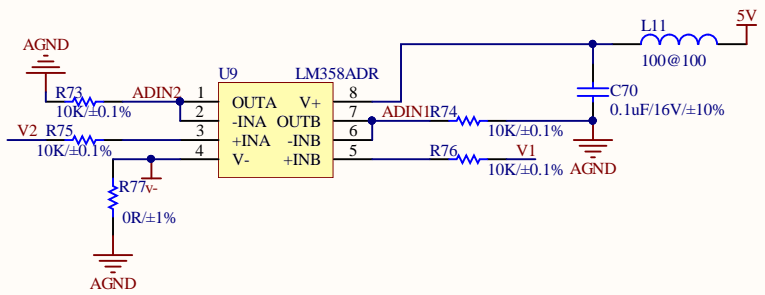 5V
L11
100@100
AGND
U9
LM358ADR
R73
ADIN2
1
OUTA
V+
8
C70
10K/±0.1%
2
-INA
OUTB
7
ADIN1
R74
10K/±0.1%
0.1uF/16V/±10%
V2
R75
3
+INA
-INB
6
10K/±0.1%
4
V-
+INB
5
R76
V1
10K/±0.1%
AGND
R77
v-
0R/±1%
AGND